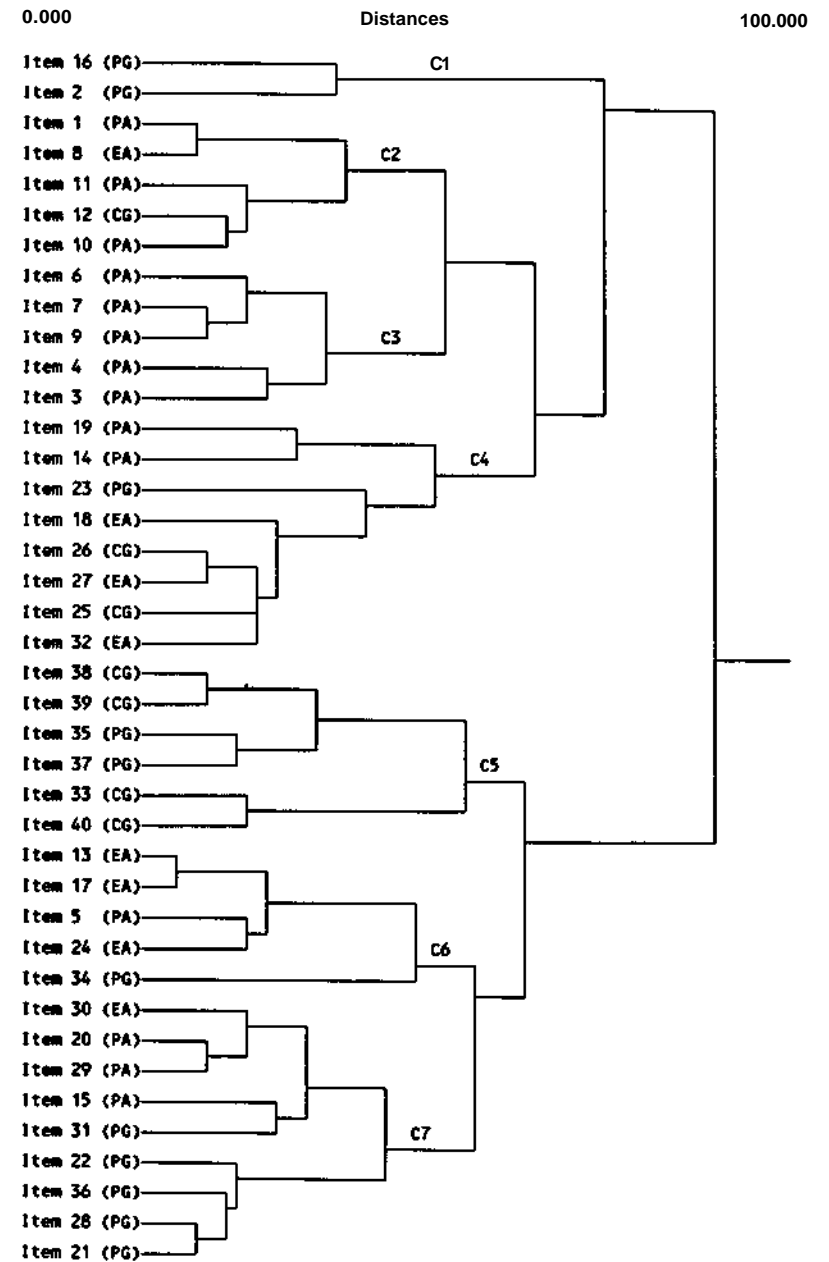 0.000 Distances 100.000
Item 16 (PG)
C1
Item 2 (PG)
Item 1 (PA)
Item 8 (EA)
C2
Item 11 (PA)
Item 12 (CG)
Item 10 (PA)
Item 6 (PA)
Item 7 (PA)
Item 9 (PA)
C3
Item 4 (PA)
Item 3 (PA)
Item 19 (PA)
Item 14 (PA)
C4
Item 23 (PG)
Item 18 (EA)
Item 26 (CG)
Item 27 (EA)
Item 25 (CG)
Item 32 (EA)
Item 38 (CG)
Item 39 (CG)
Item 35 (PG)
Item 37 (PG)
C5
Item 33 (CG)
Item 40 (CG)
Item 13 (EA)
Item 17 (EA)
Item 5 (PA)
Item 24 (EA)
C6
Item 34 (PG)
Item 30 (EA)
Item 20 (PA)
Item 29 (PA)
Item 15 (PA)
Item 31 (PG)
C7
Item 22 (PG)
Item 36 (PG)
Item 28 (PG)
Item 21 (PG)